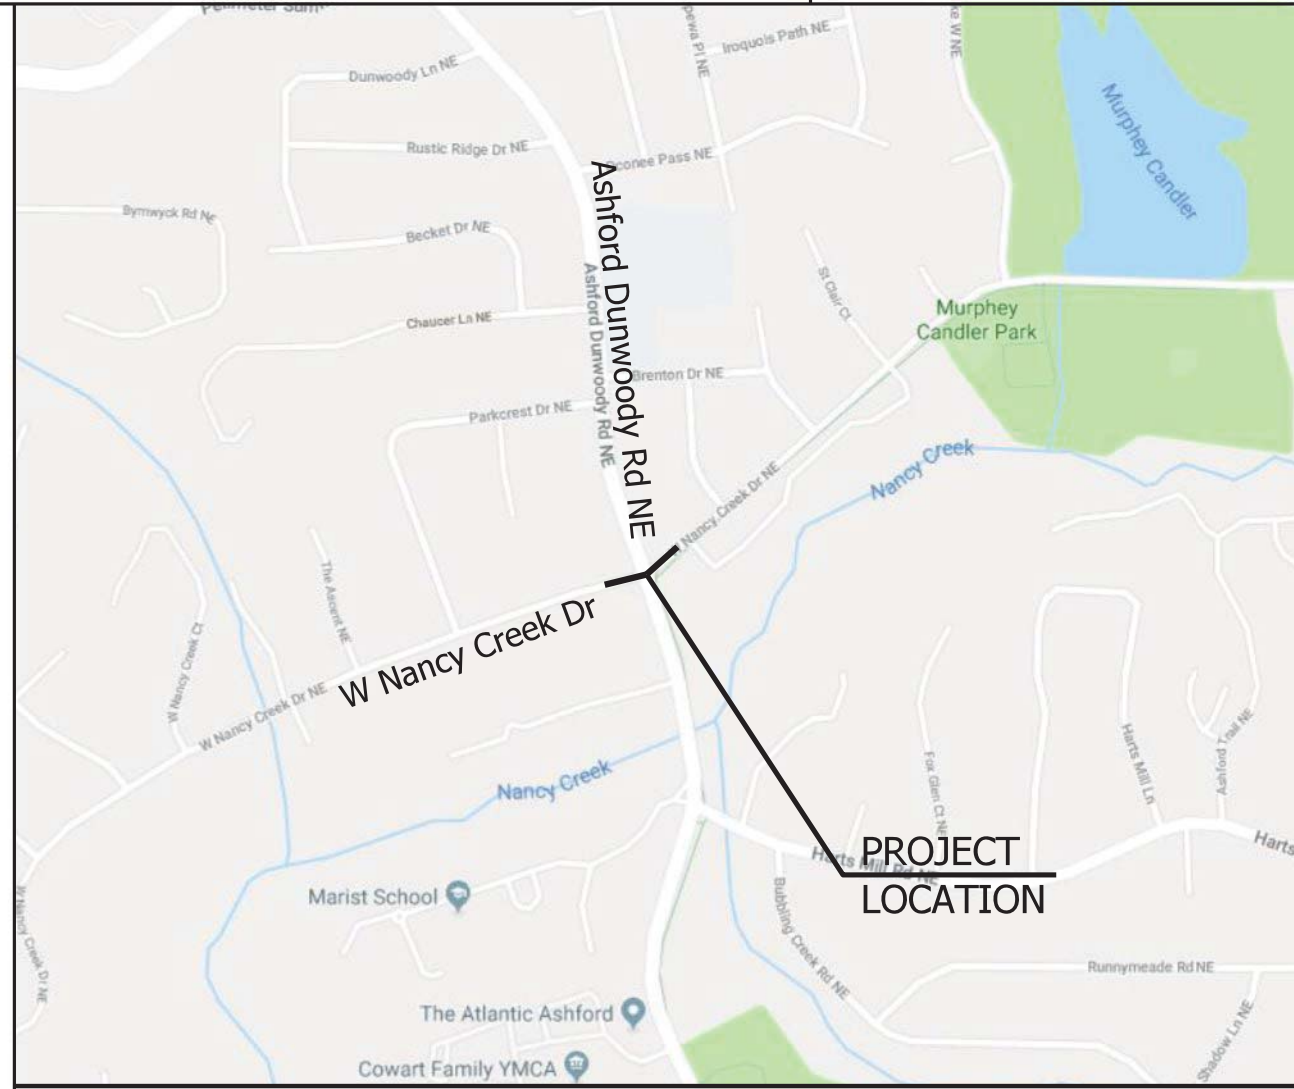 Dunwoody Ln NE
Iroquois Path NE
Rustic Ridge Dr NE
Murphey Candler
Becket Dr NE
Ashford Dunwoody Rd NE
Ashford Dunwoody Rd NE
St Clair Ct
Chaucer Ln NE
Murphey
Candler Park
Brenton Dr NE
Parkcrest Dr NE
Nancy Creek
Nancy Creek Dr NE
The Ascent NE
W Nancy Creek Dr
W Nancy Creek Ct
W Nancy Creek Dr NE
Nancy Creek
Fox Glen Ct NE
Harts Mill Ln
Ashford Trail NE
PROJECT
LOCATION
Harts Mill Rd NE
Harts
Marist School
Bubbling Creek Rd NE
W Nancy Creek Dr NE
Runnymeade Rd NE
The Atlantic Ashford
Shadow Ln NE
Cowart Family YMCA